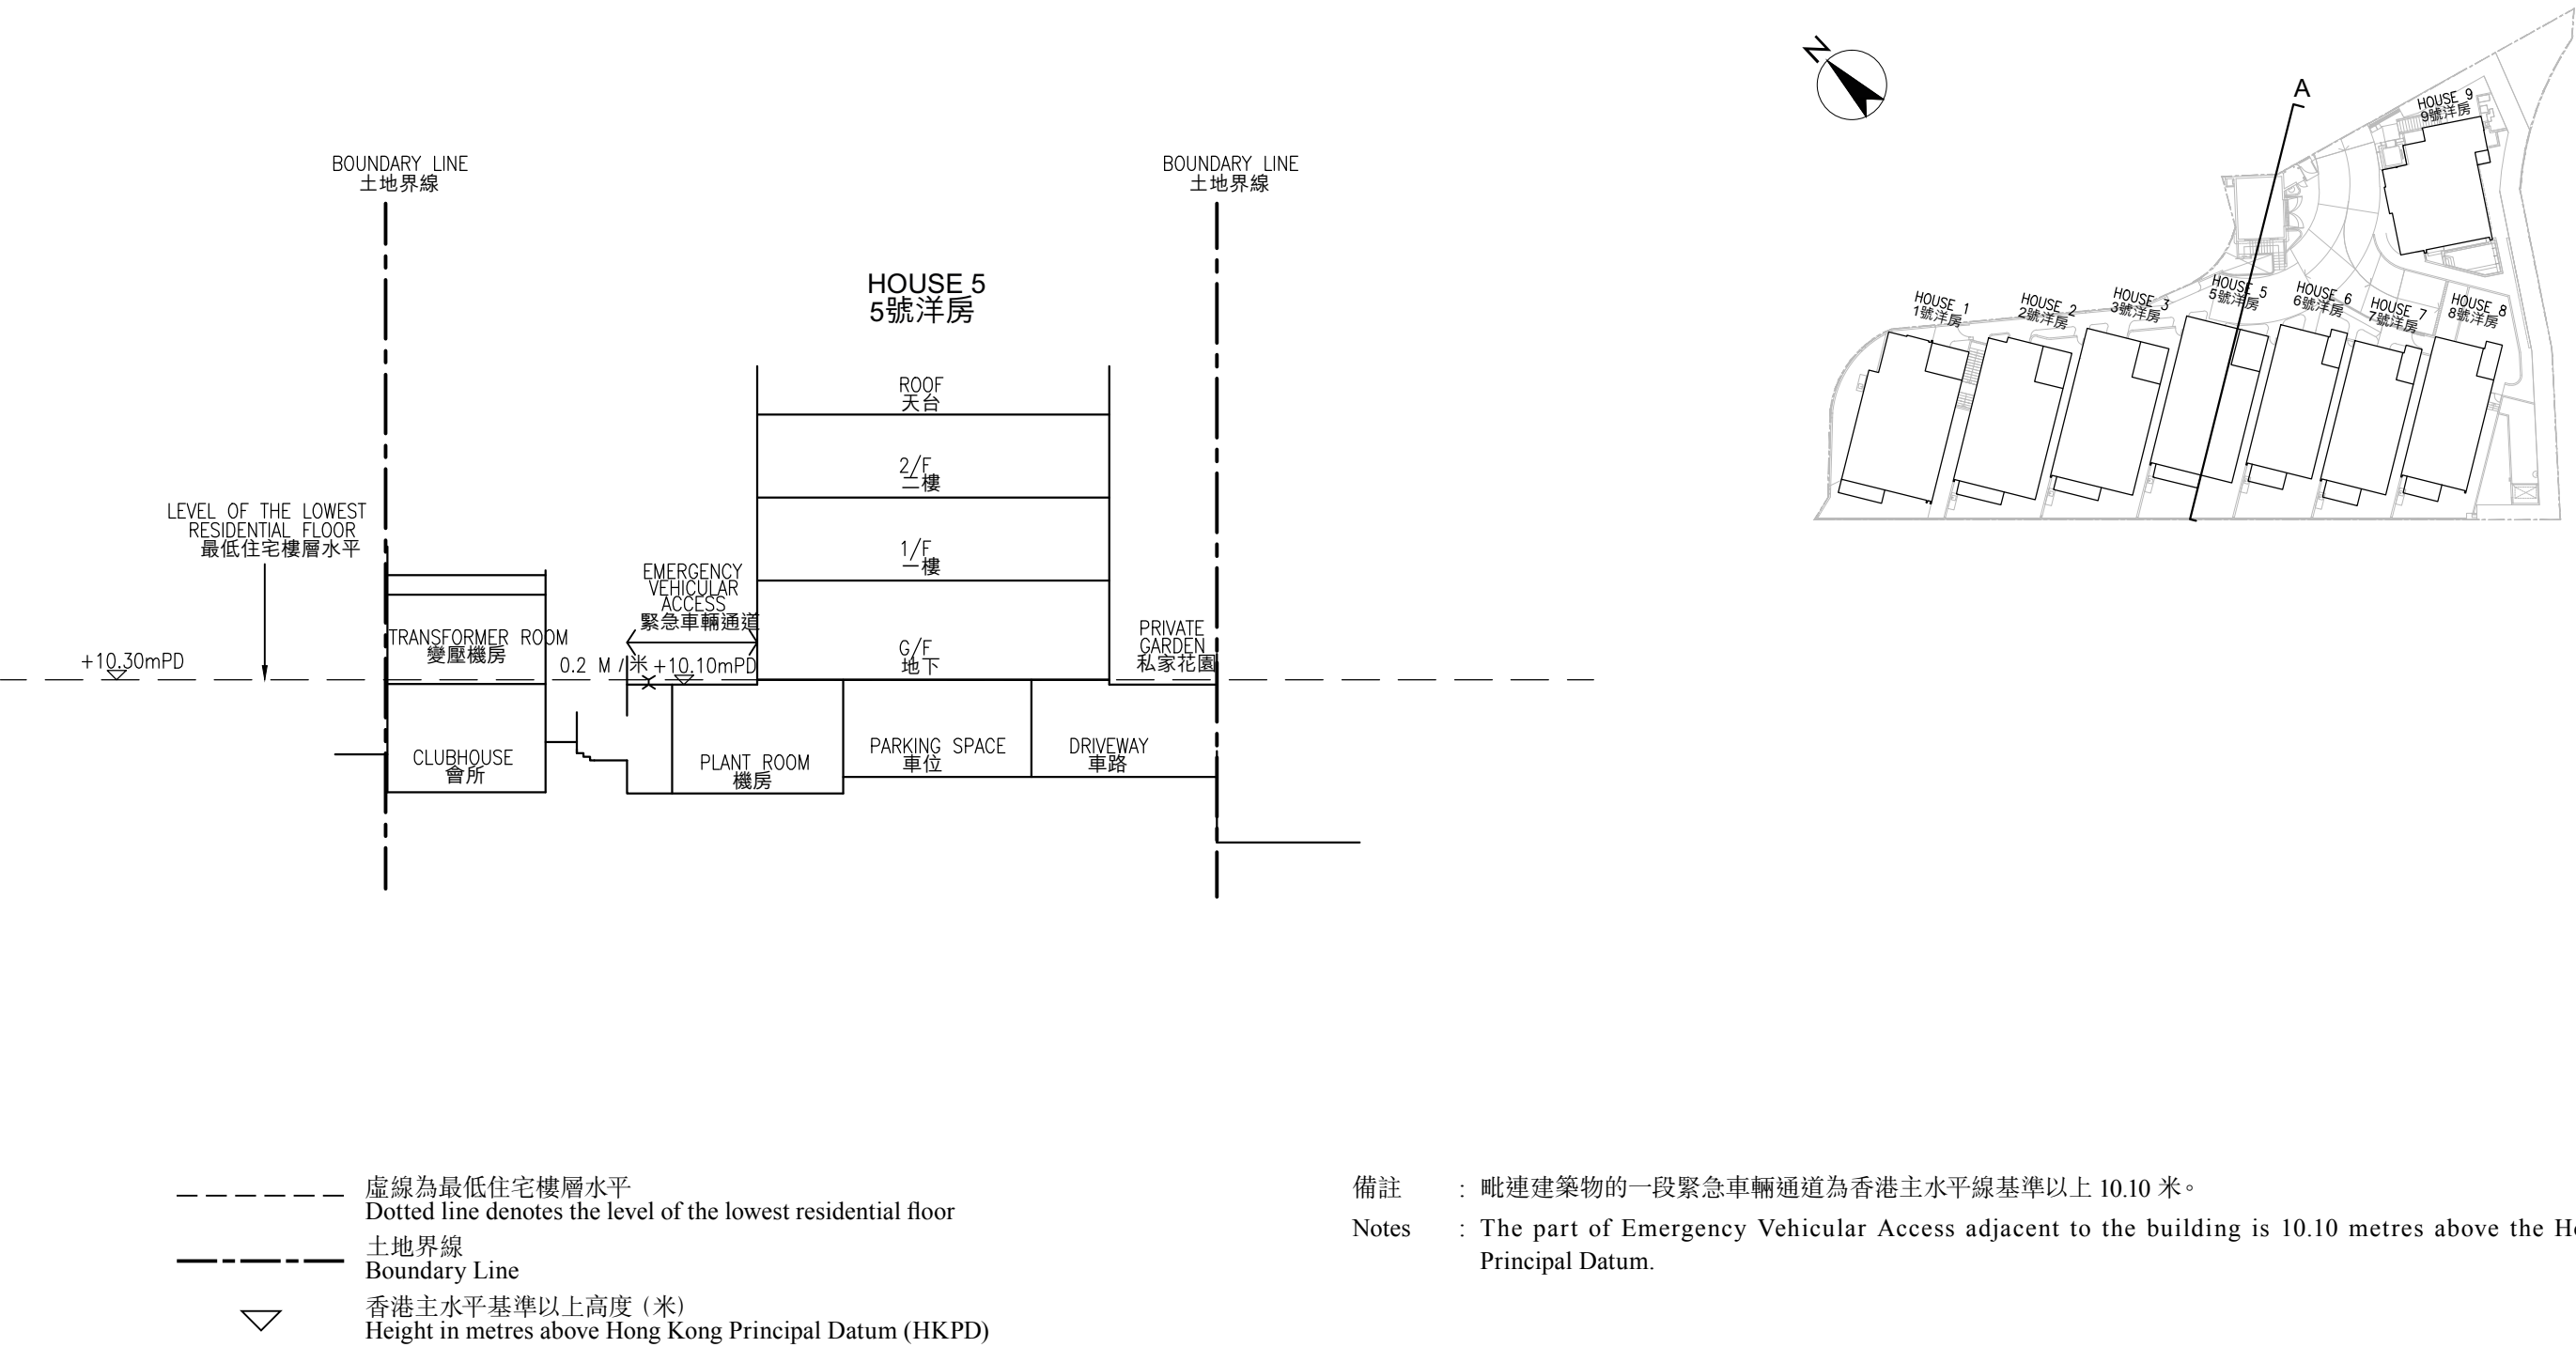 BOUNDARY LINE
土地界線
BOUNDARY LINE
土地界線
HOUSE 5
5號洋房
ROOF
天台
2/F
二樓
1/F
一樓
G/F
地下
LEVEL OF THE LOWEST
RESIDENTIAL FLOOR
最低住宅樓層水平
+10.30mPD
TRANSFORMER ROOM
變壓機房
EMERGENCY
VEHICULAR
ACCESS
緊急車輛通道
0.2 M / 米
+10.10mPD
PRIVATE
GARDEN
私家花園
CLUBHOUSE
會所
PLANT ROOM
機房
PARKING SPACE
車位
DRIVEWAY
車路
N
A
HOUSE 9
9號洋房
HOUSE 1
1號洋房
HOUSE 2
2號洋房
HOUSE 3
3號洋房
HOUSE 5
5號洋房
HOUSE 6
6號洋房
HOUSE 7
7號洋房
HOUSE 8
8號洋房
虛線為最低住宅樓層水平
Dotted line denotes the level of the lowest residential floor
土地界線
Boundary Line
香港主水平基準以上高度（米）
Height in metres above Hong Kong Principal Datum (HKPD)
備註 : 毗連建築物的一段緊急車輛通道為香港主水平線基準以上 10.10 米。
Notes : The part of Emergency Vehicular Access adjacent to the building is 10.10 metres above the
Principal Datum.